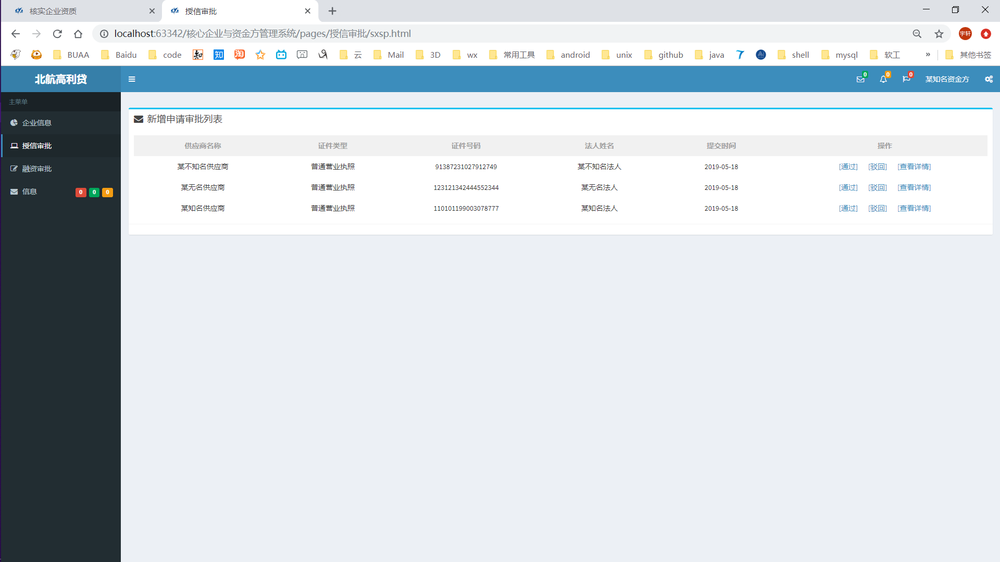 核实企业资质
授信审批
localhost:63342/核心企业与资金方管理系统/pages/授信审批/sxsp.html
宇轩
BUAA Baidu code 知 知 淘 云 Mail 3D wx 常用工具 android unix github java shell mysql 软工 » 其他书签
北航高利贷
0 0 0 某知名资金方
主菜单
企业信息
授信审批
融资审批
信息 0 0 0
新增申请审批列表
供应商名称 证件类型 证件号码 法人姓名 提交时间 操作
某不知名供应商 普通营业执照 91387231027912749 某不知名法人 2019-05-18 [通过] [驳回] [查看详情]
某无名供应商 普通营业执照 123121342444552344 某无名法人 2019-05-18 [通过] [驳回] [查看详情]
某知名供应商 普通营业执照 110101199003078777 某知名法人 2019-05-18 [通过] [驳回] [查看详情]